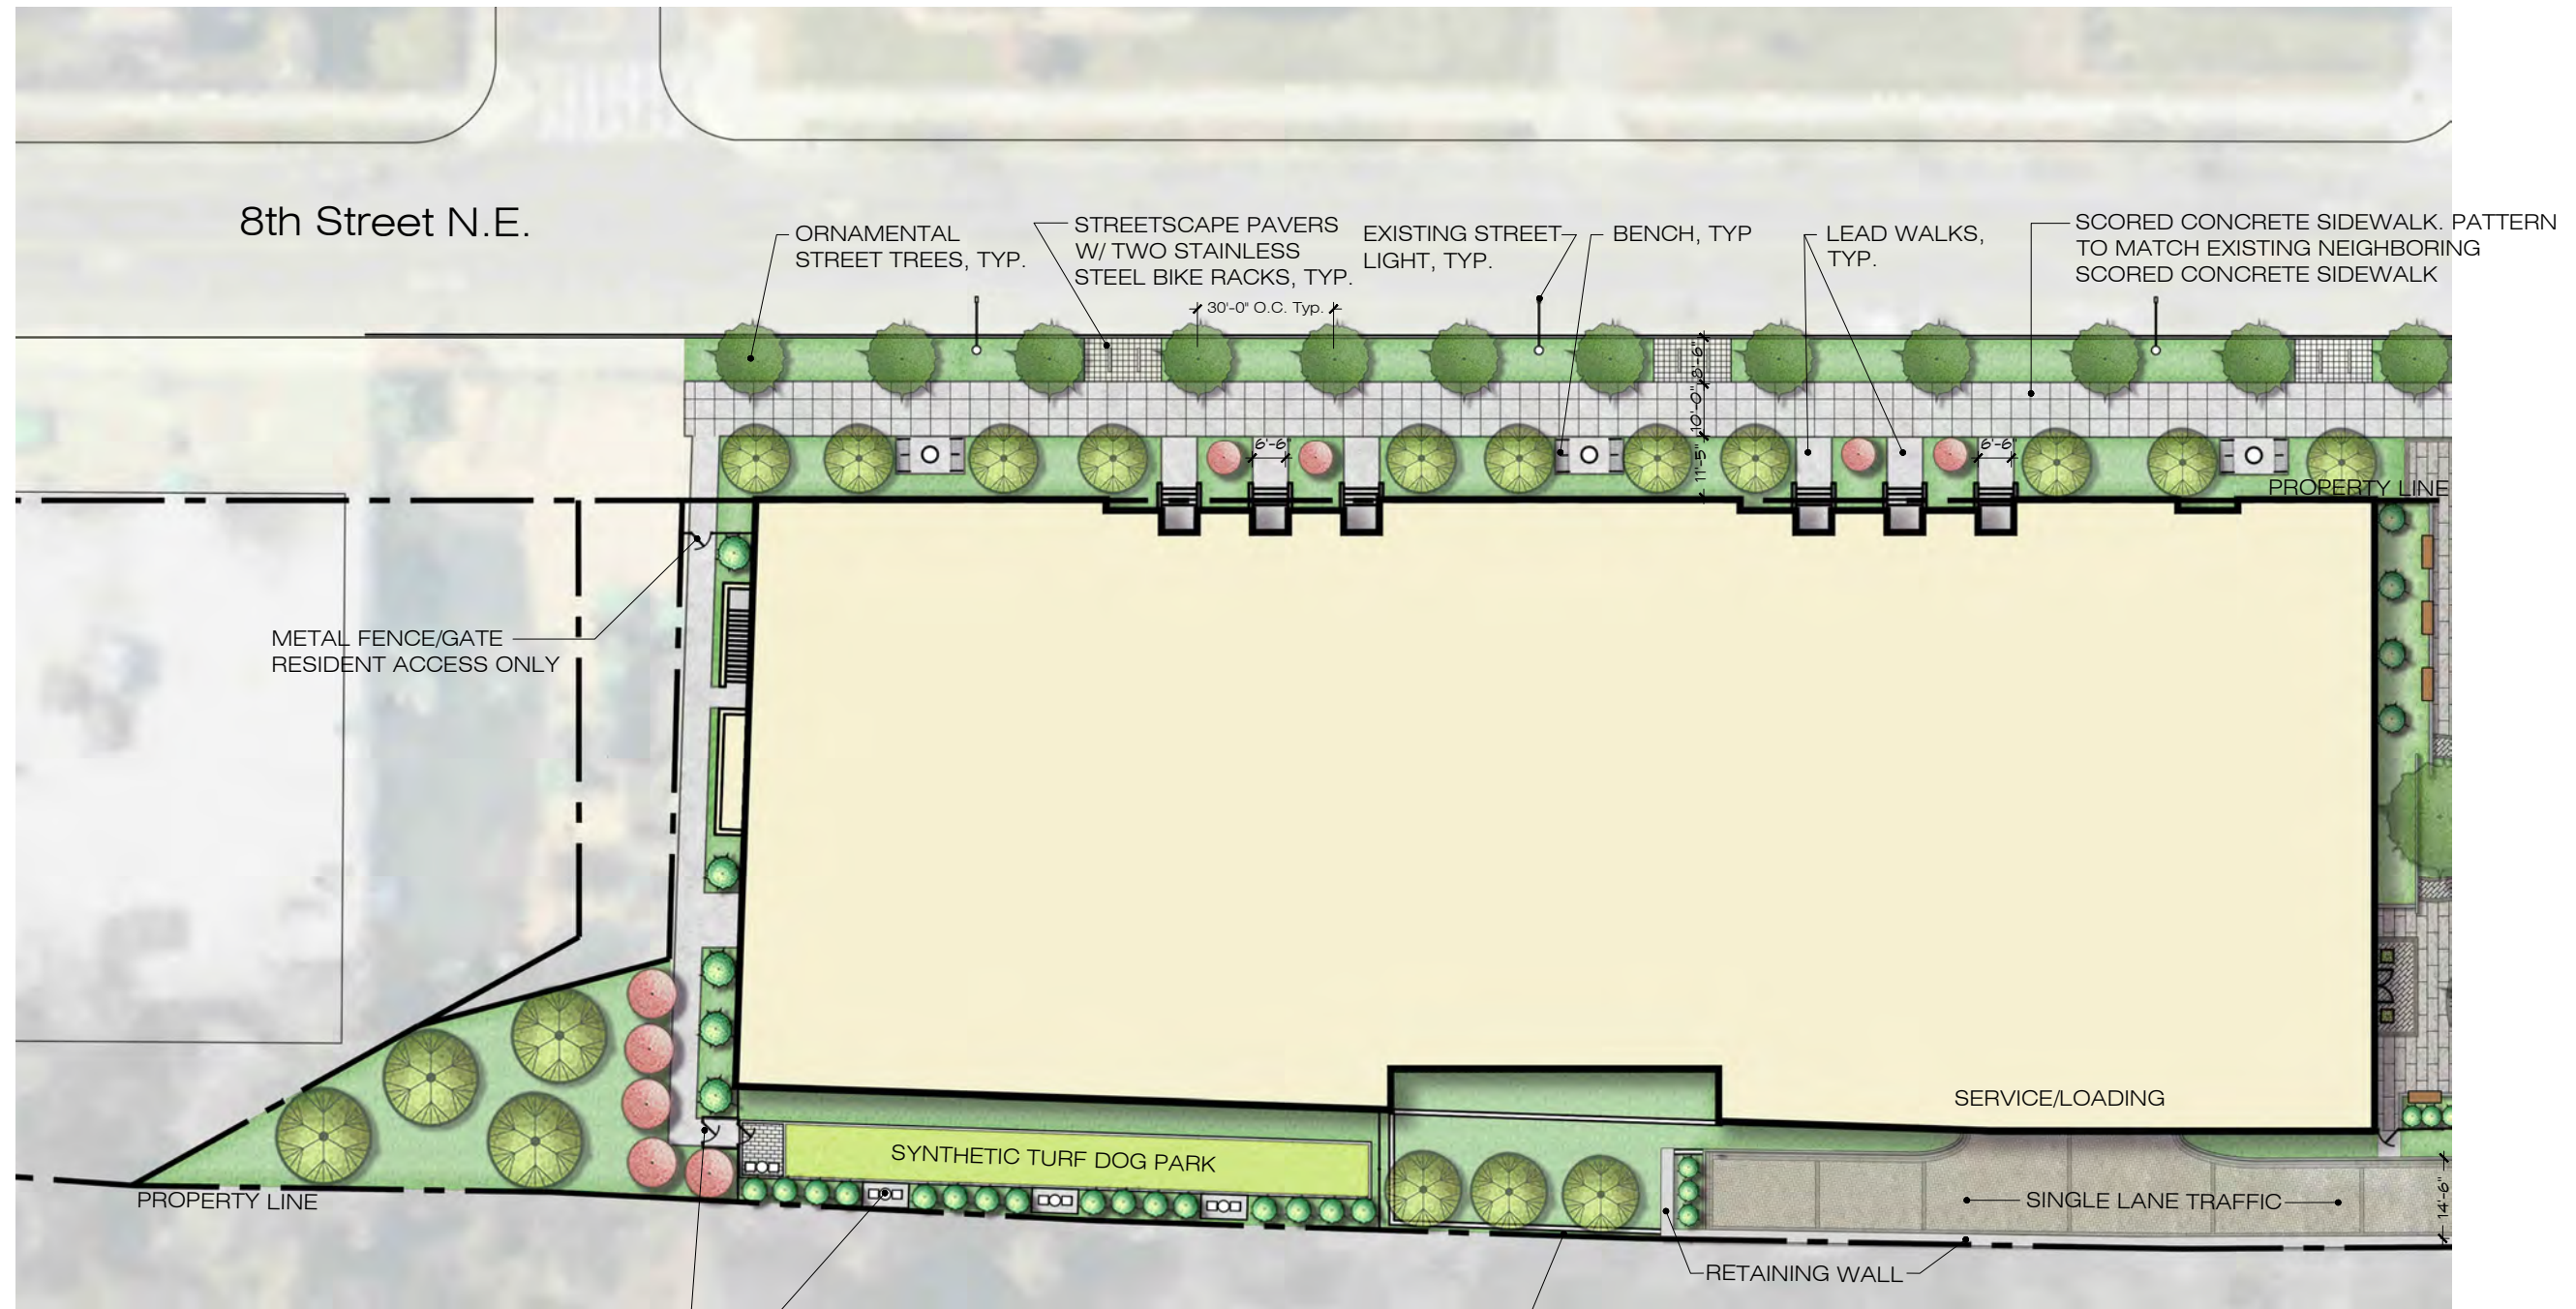 8th Street N.E.
ORNAMENTAL
STREET TREES, TYP.
STREETSCAPE PAVERS
W/ TWO STAINLESS
STEEL BIKE RACKS, TYP.
EXISTING STREET
LIGHT, TYP.
BENCH, TYP
LEAD WALKS,
TYP.
SCORED CONCRETE SIDEWALK. PATTERN
TO MATCH EXISTING NEIGHBORING
SCORED CONCRETE SIDEWALK
30'-0" O.C. Typ.
8'-6"
10'-0"
11'-5"
6'-6"
6'-6"
PROPERTY LINE
METAL FENCE/GATE
RESIDENT ACCESS ONLY
SERVICE/LOADING
SYNTHETIC TURF DOG PARK
PROPERTY LINE
SINGLE LANE TRAFFIC
14'-6"
RETAINING WALL